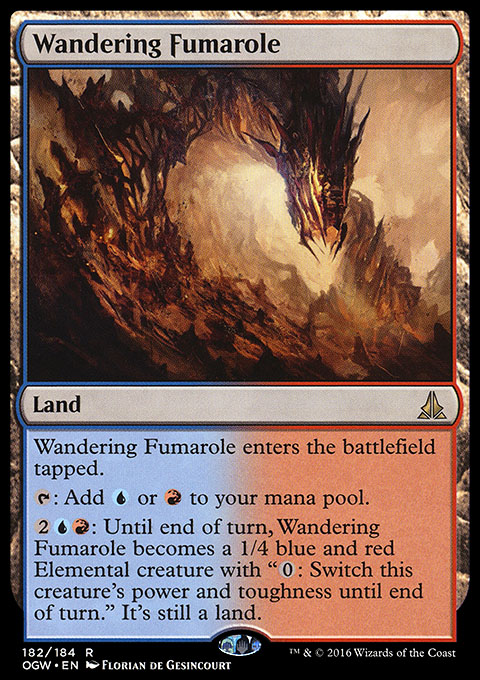 Wandering Fumarole
Land
Wandering Fumarole enters the battlefield
tapped.
: Add or to your mana pool.
2 : Until end of turn, Wandering
Fumarole becomes a 1/4 blue and red
Elemental creature with “0: Switch this
creature's power and toughness until end
of turn.” It's still a land.
182/184 R
OGW • EN Florian de Gesincourt
™ & © 2016 Wizards of the Coast